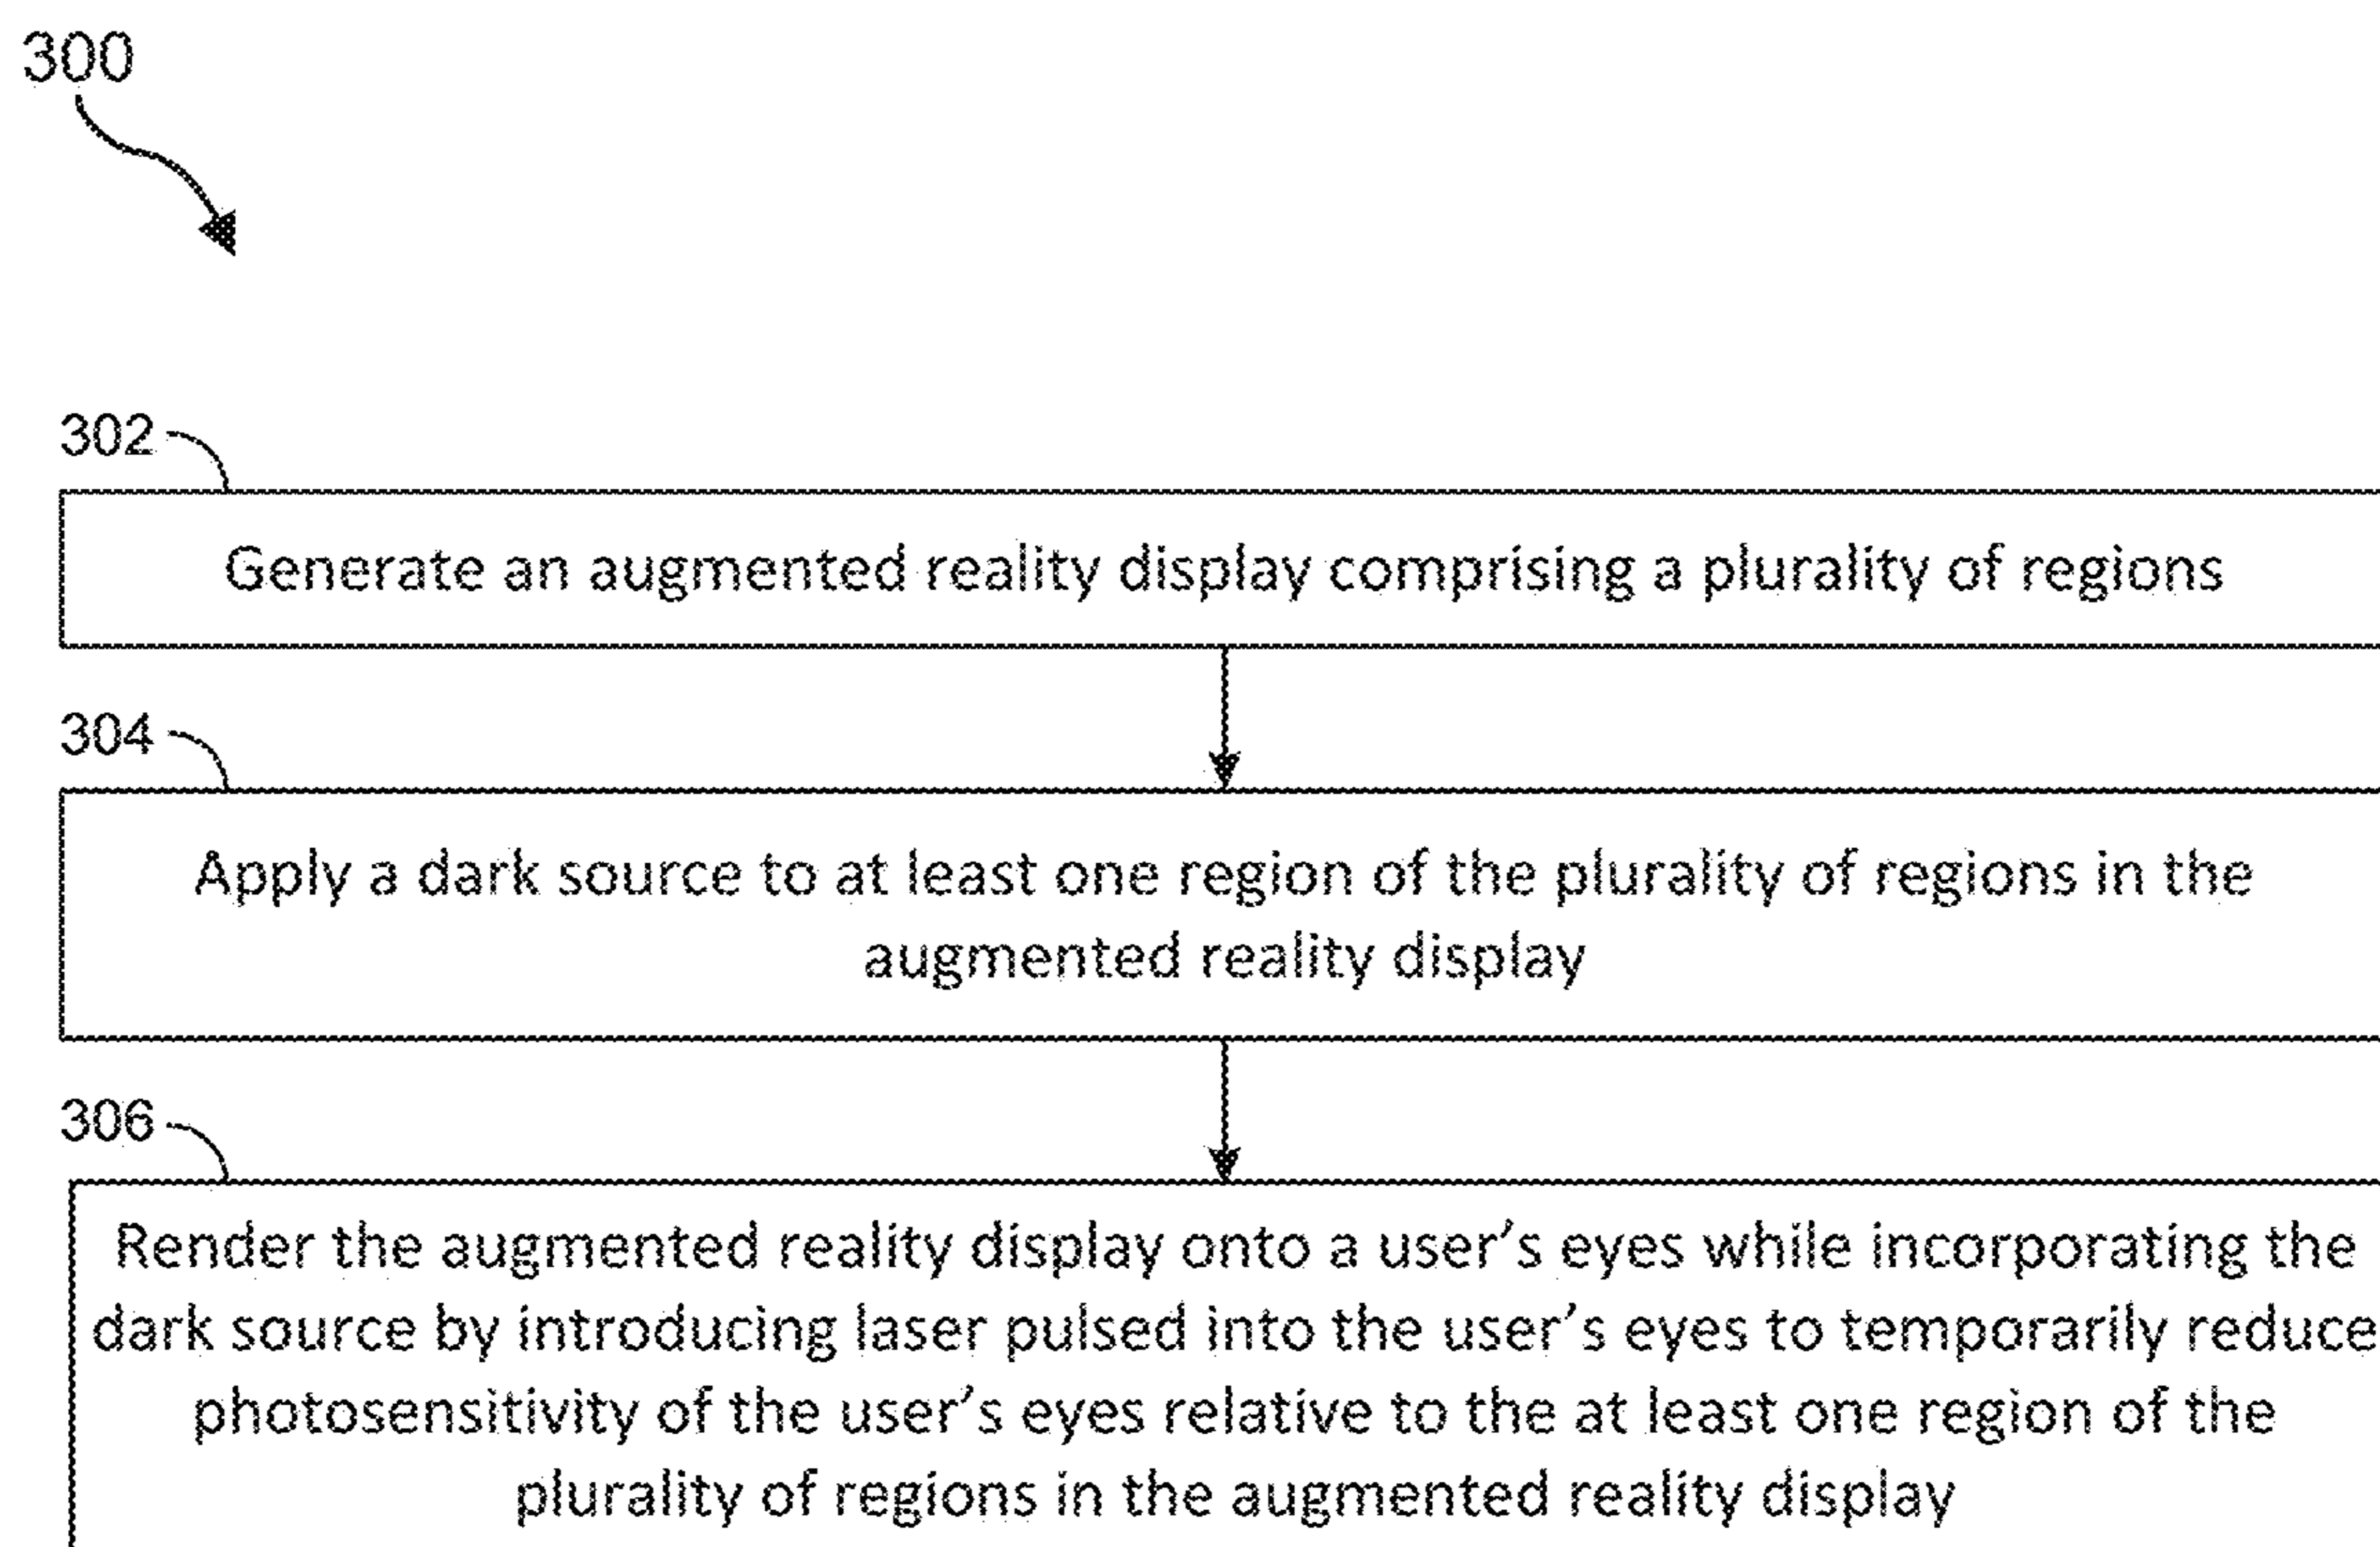 300
302
Generate an augmented reality display comprising a plurality of regions
304
Apply a dark source to at least one region of the plurality of regions in the
augmented reality display
306
Render the augmented reality display onto a user's eyes while incorporating the
dark source by introducing laser pulsed into the user's eyes to temporarily reduce
photosensitivity of the user's eyes relative to the at least one region of the
plurality of regions in the augmented reality display